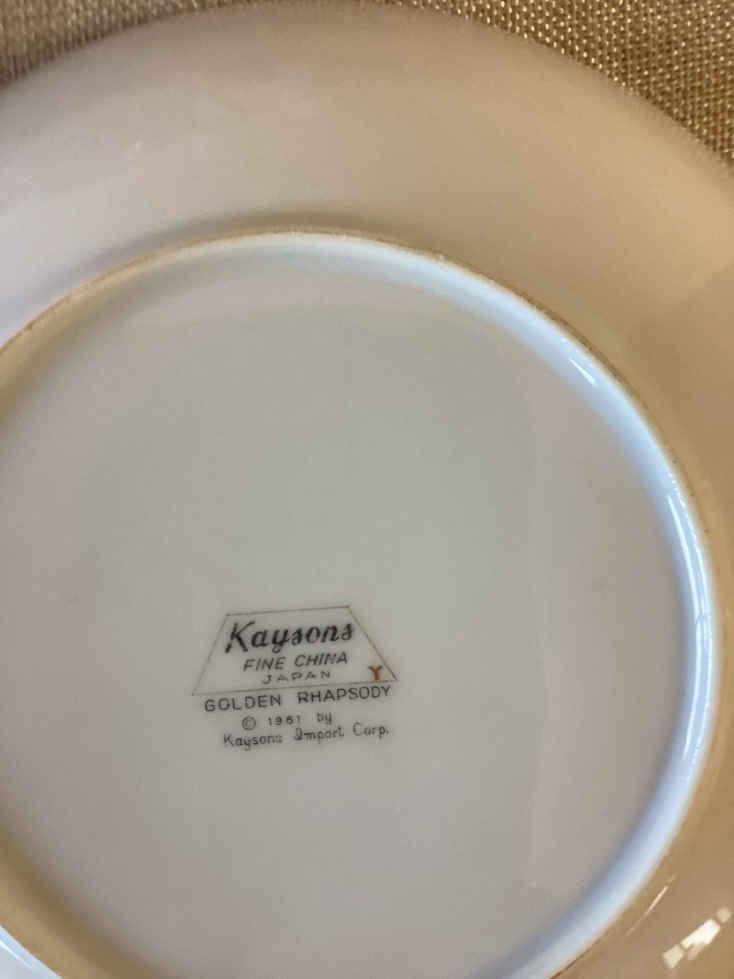 Kaysons
FINE CHINA
JAPAN Y
GOLDEN RHAPSODY
© 1961 by
Kaysons Import Corp.